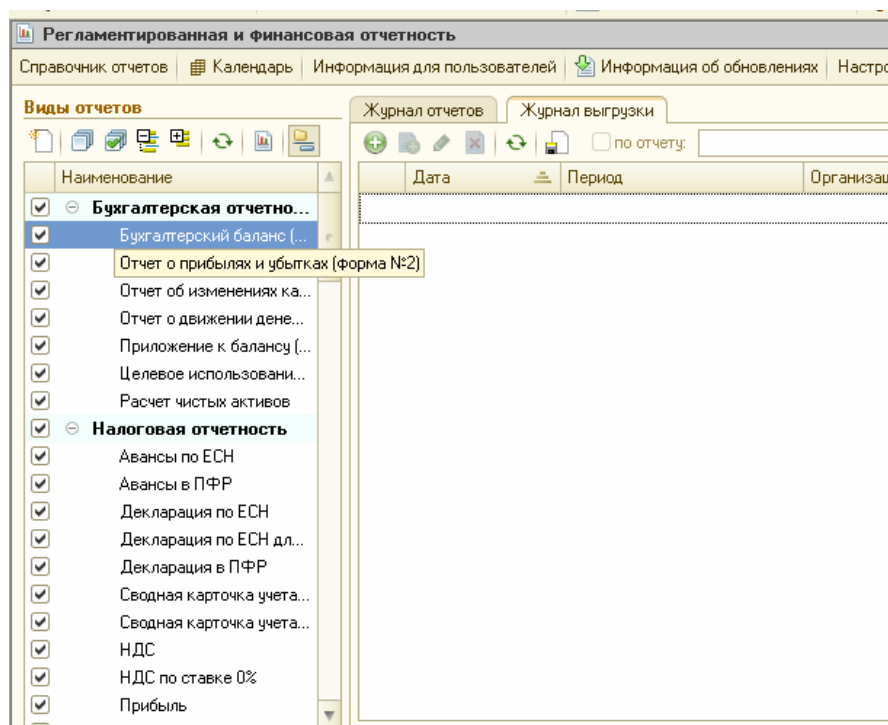 Регламентированная и финансовая отчетность
Справочник отчетов Календарь Информация для пользователей Информация об обновлениях Настро
Виды отчетов
Журнал отчетов Журнал выгрузки
по отчету:
Наименование
Дата Период Организац
Бухгалтерская отчетно...
Бухгалтерский баланс (...
Отчет о прибылях и убытках (форма №2)
Отчет об изменениях ка...
Отчет о движении дене...
Приложение к балансу (...
Целевое использовани...
Расчет чистых активов
Налоговая отчетность
Авансы по ЕСН
Авансы в ПФР
Декларация по ЕСН
Декларация по ЕСН дл...
Декларация в ПФР
Сводная карточка учета...
Сводная карточка учета...
НДС
НДС по ставке 0%
Прибыль